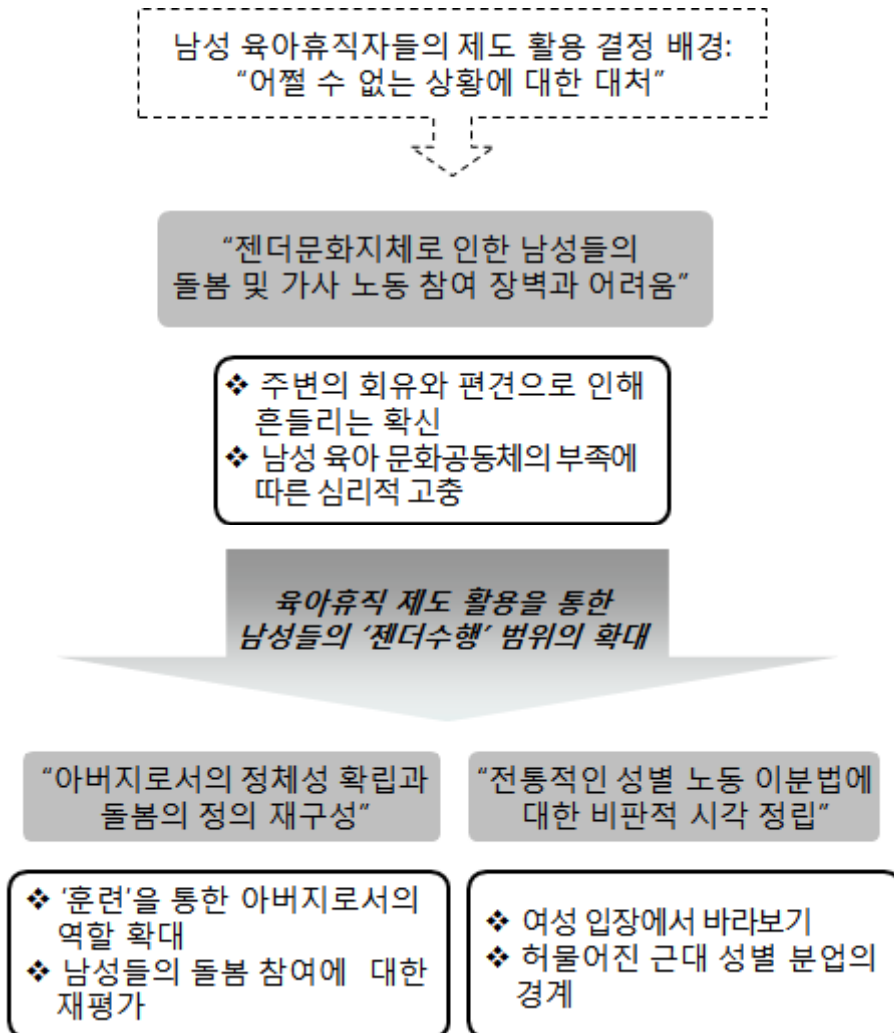 남성 육아휴직자들의 제도 활용 결정 배경:
“어쩔 수 없는 상황에 대한 대처”
“젠더문화지체로 인한 남성들의
돌봄 및 가사 노동 참여 장벽과 어려움”
❖ 주변의 회유와 편견으로 인해
흔들리는 확신
❖ 남성 육아 문화공동체의 부족에
따른 심리적 고충
육아휴직 제도 활용을 통한
남성들의 ‘젠더수행’ 범위의 확대
“아버지로서의 정체성 확립과
돌봄의 정의 재구성”
❖ ‘훈련’을 통한 아버지로서의
역할 확대
❖ 남성들의 돌봄 참여에 대한
재평가
“전통적인 성별 노동 이분법에
대한 비판적 시각 정립”
❖ 여성 입장에서 바라보기
❖ 허물어진 근대 성별 분업의
경계